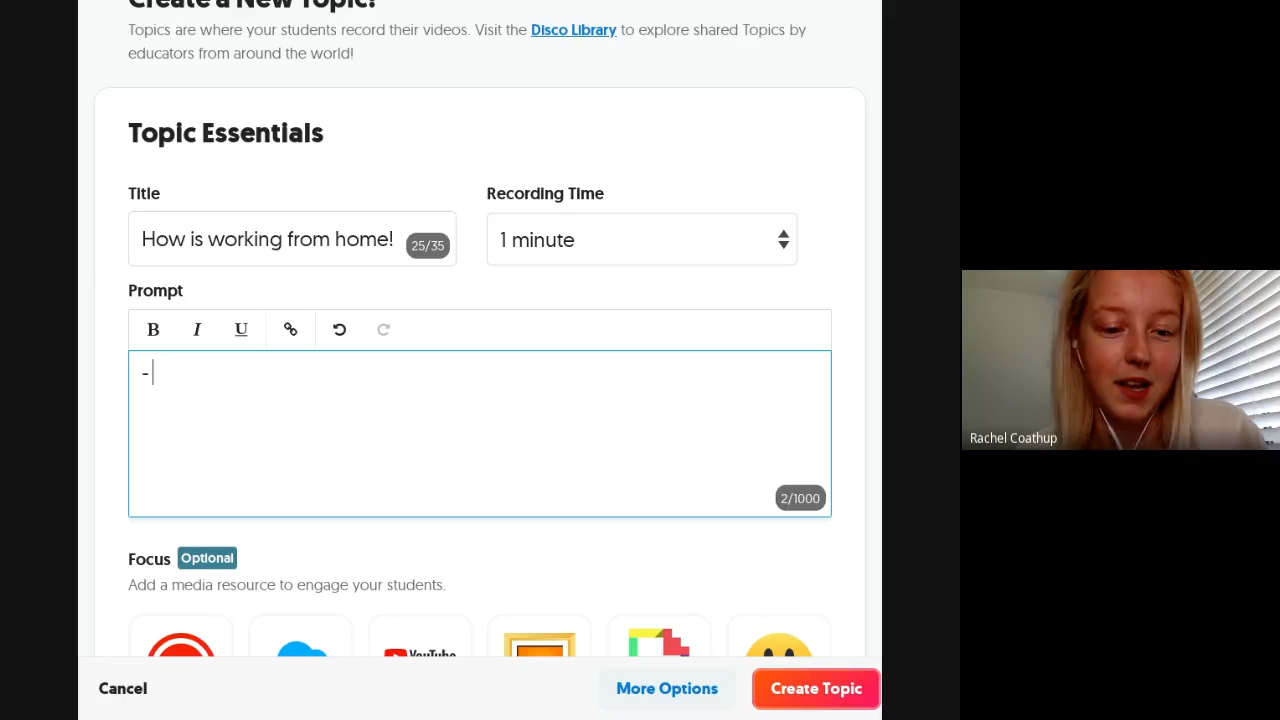 Create a New Topic!
Topics are where your students record their videos. Visit the Disco Library to explore shared Topics by
educators from around the world!
Topic Essentials
Title
Recording Time
How is working from home!
25/35
1 minute
Prompt
B I U
-
2/1000
Focus Optional
Add a media resource to engage your students.
YouTube
Cancel
More Options
Create Topic
Rachel Coathup